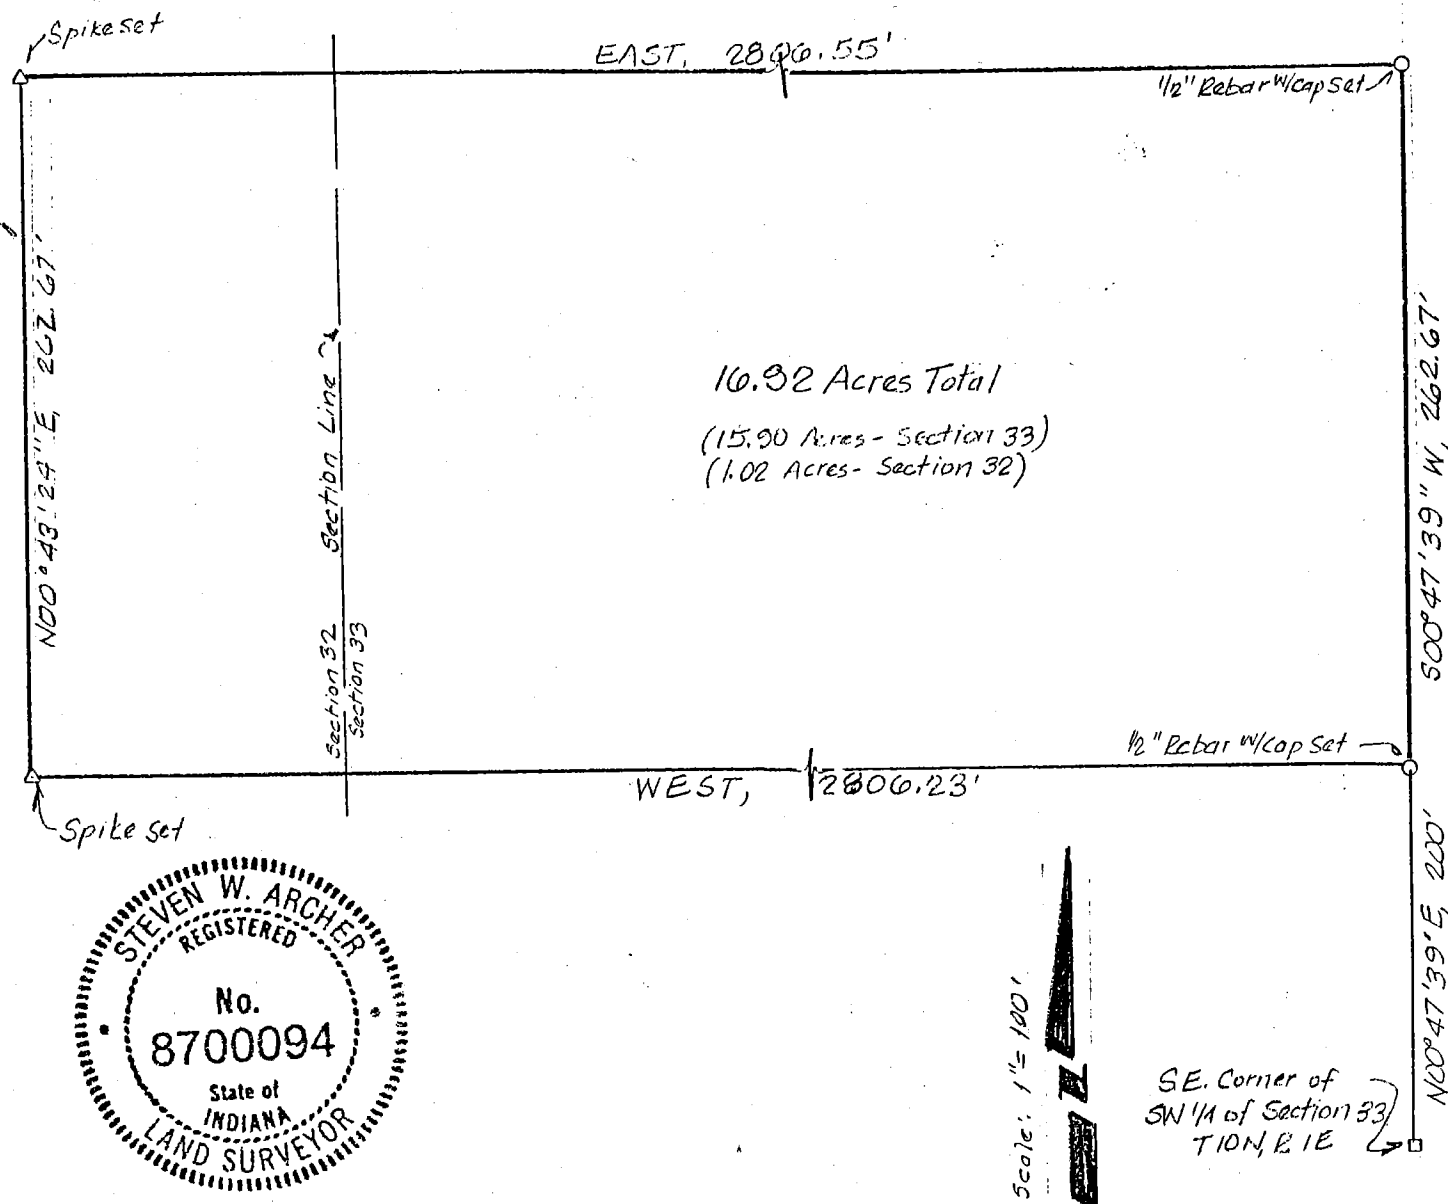 Spike set
EAST, 2806.55'
1/2" Rebar W/cap set
N00°43'24"E, 262.67'
Section Line
Section 32
Section 33
16.92 Acres Total
(15.90 Acres - Section 33)
(1.02 Acres - Section 32)
S00°47'39"W, 262.67'
1/2" Rebar W/cap set
WEST, 2806.23'
Spike set
STEVEN W. ARCHER
REGISTERED
No.
8700094
State of
INDIANA
LAND SURVEYOR
Scale: 1"= 100'
N00°47'39"E, 200'
S.E. Corner of
SW 1/4 of Section 33
T10N, R1E